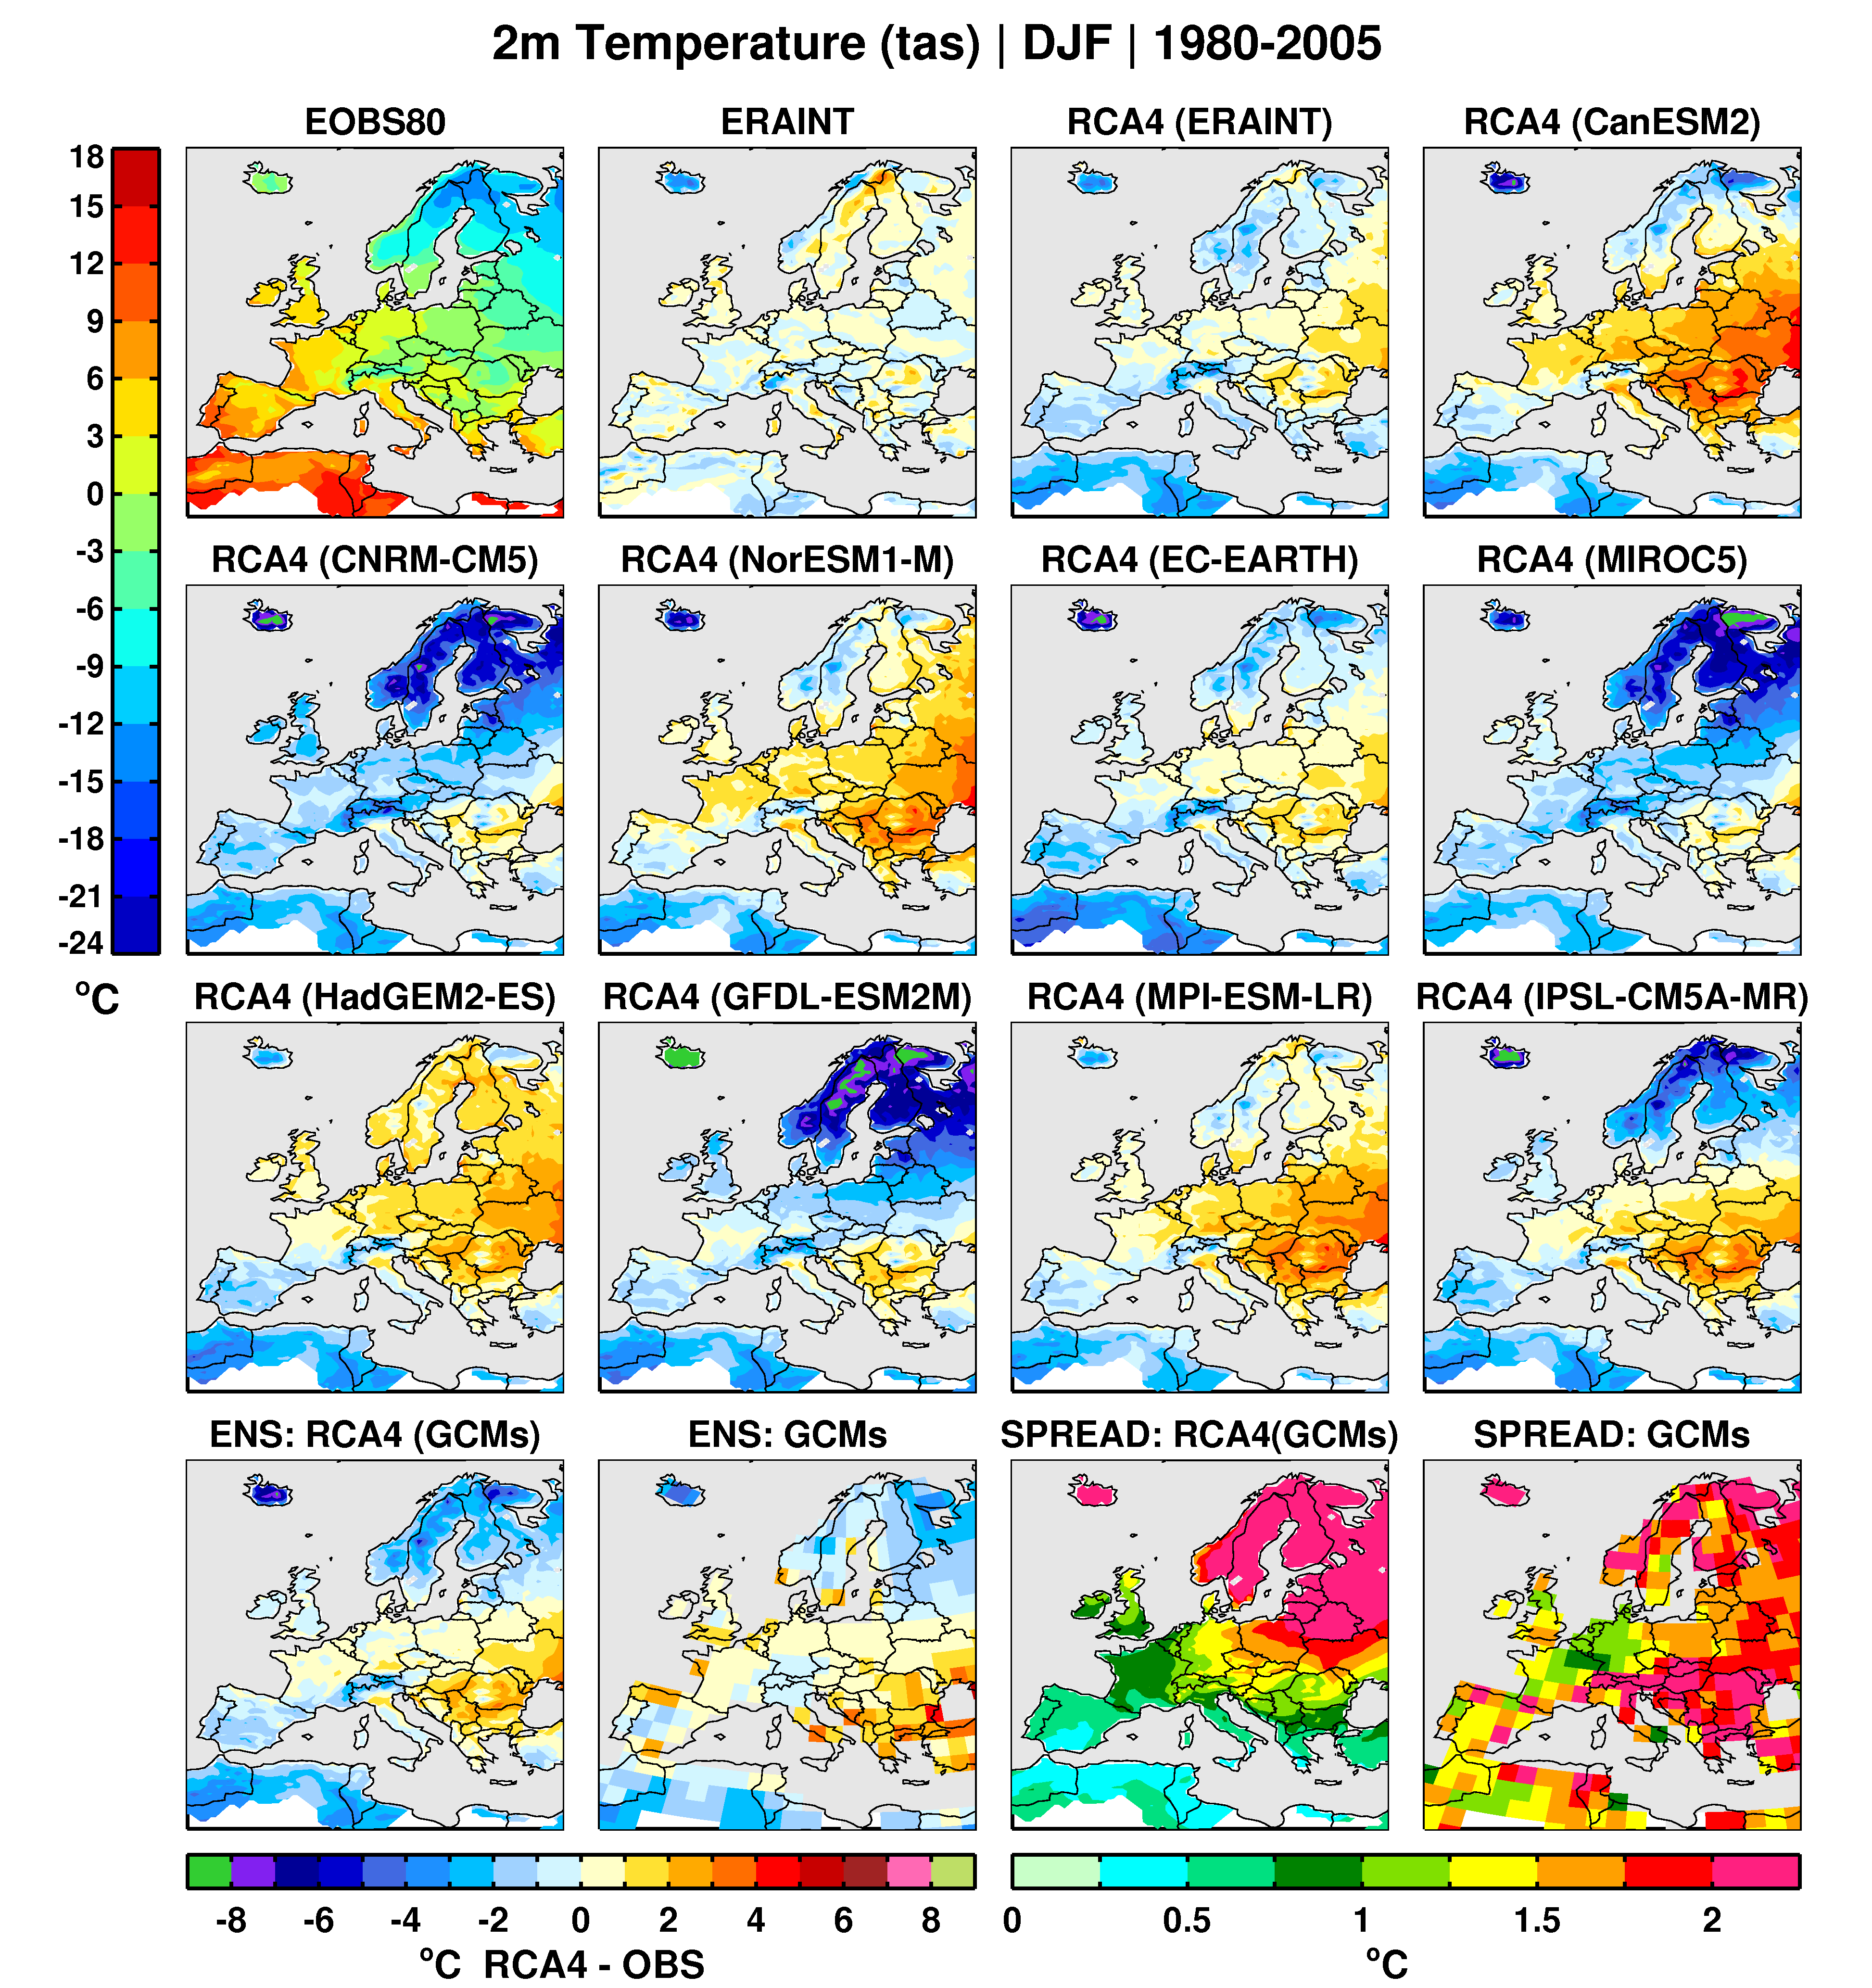 2m Temperature (tas) | DJF | 1980-2005
EOBS80
ERAINT
RCA4 (ERAINT)
RCA4 (CanESM2)
18
15
12
9
6
3
0
-3
-6
-9
-12
-15
-18
-21
-24
ºC
RCA4 (CNRM-CM5)
RCA4 (NorESM1-M)
RCA4 (EC-EARTH)
RCA4 (MIROC5)
RCA4 (HadGEM2-ES)
RCA4 (GFDL-ESM2M)
RCA4 (MPI-ESM-LR)
RCA4 (IPSL-CM5A-MR)
ENS: RCA4 (GCMs)
ENS: GCMs
SPREAD: RCA4(GCMs)
SPREAD: GCMs
-8 -6 -4 -2 0 2 4 6 8
ºC RCA4 - OBS
0 0.5 1 1.5 2
ºC